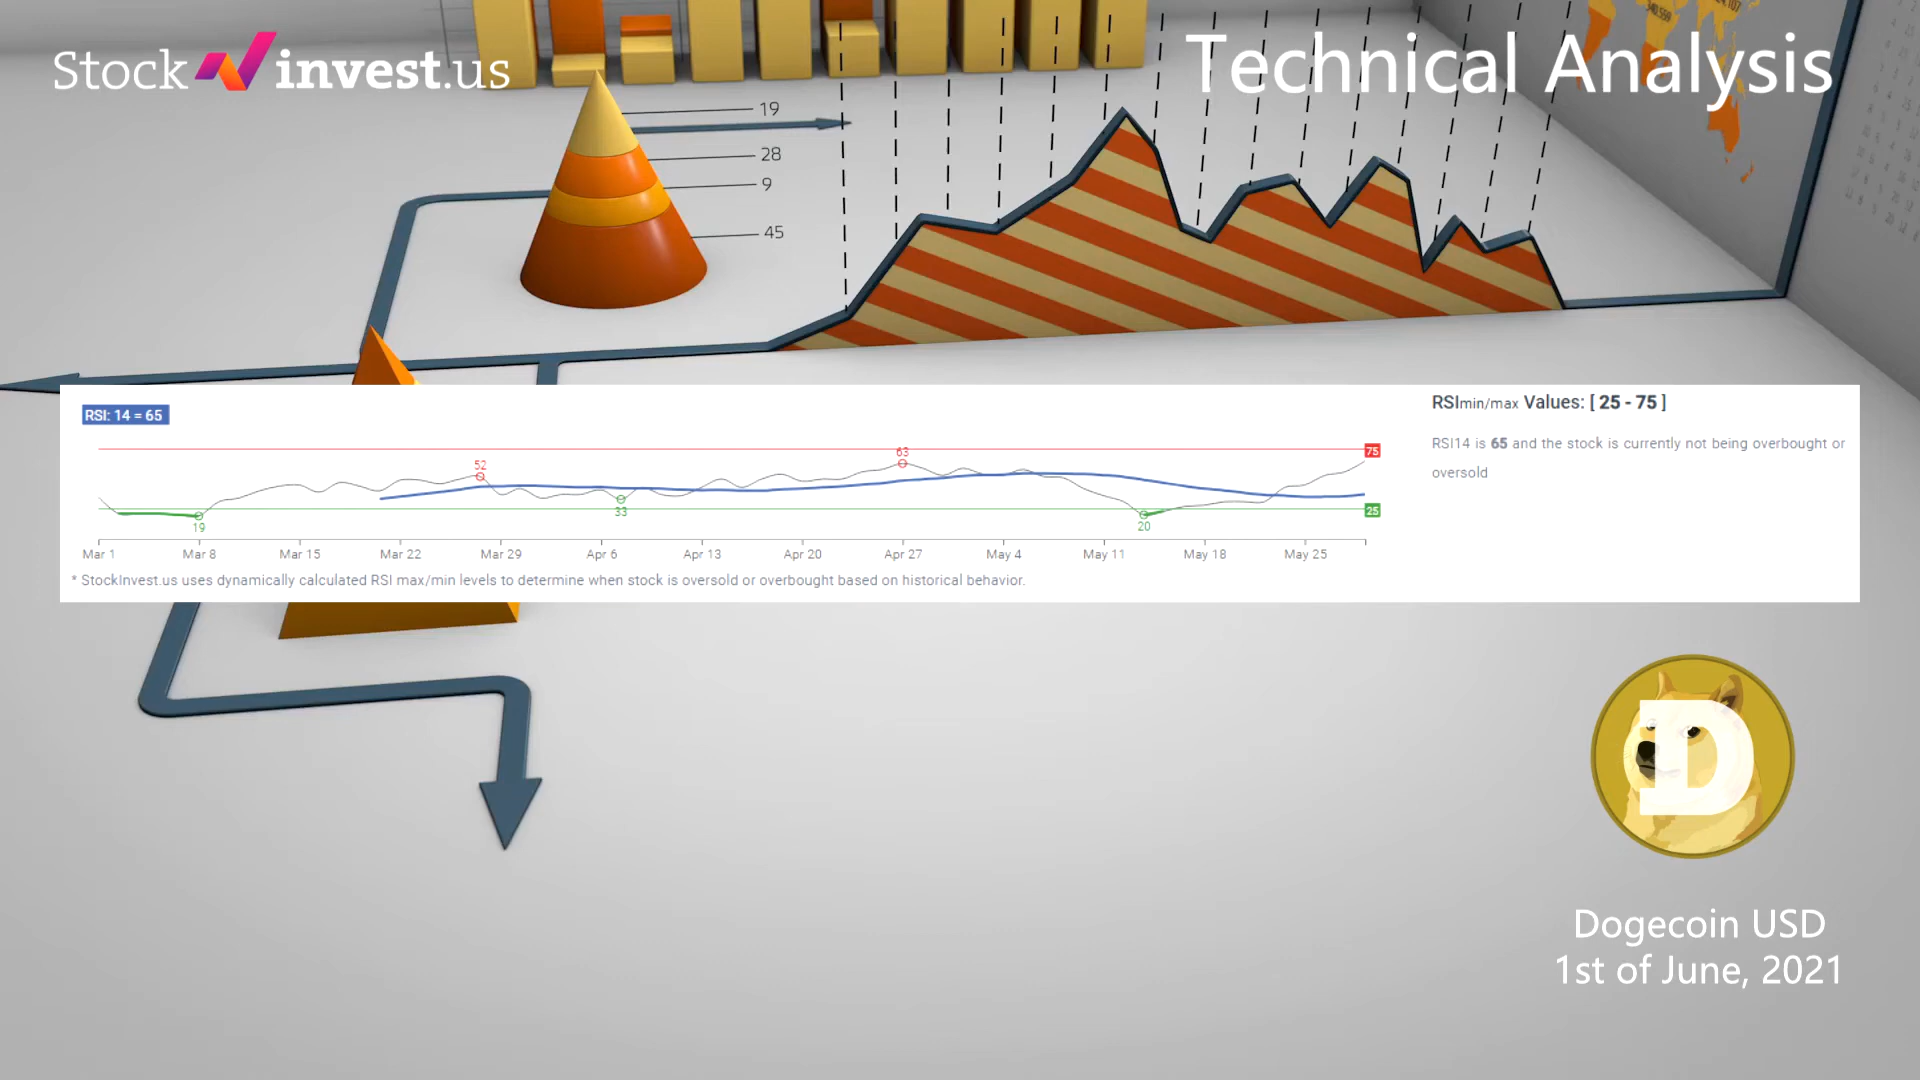 Stock invest.us
Technical Analysis
19
28
9
45
RSI: 14 = 65
52
63
75
19
33
20
25
Mar 1 Mar 8 Mar 15 Mar 22 Mar 29 Apr 6 Apr 13 Apr 20 Apr 27 May 4 May 11 May 18 May 25
* StockInvest.us uses dynamically calculated RSI max/min levels to determine when stock is oversold or overbought based on historical behavior.
RSImin/max Values: [ 25 - 75 ]
RSI14 is 65 and the stock is currently not being overbought or
oversold
D
Dogecoin USD
1st of June, 2021